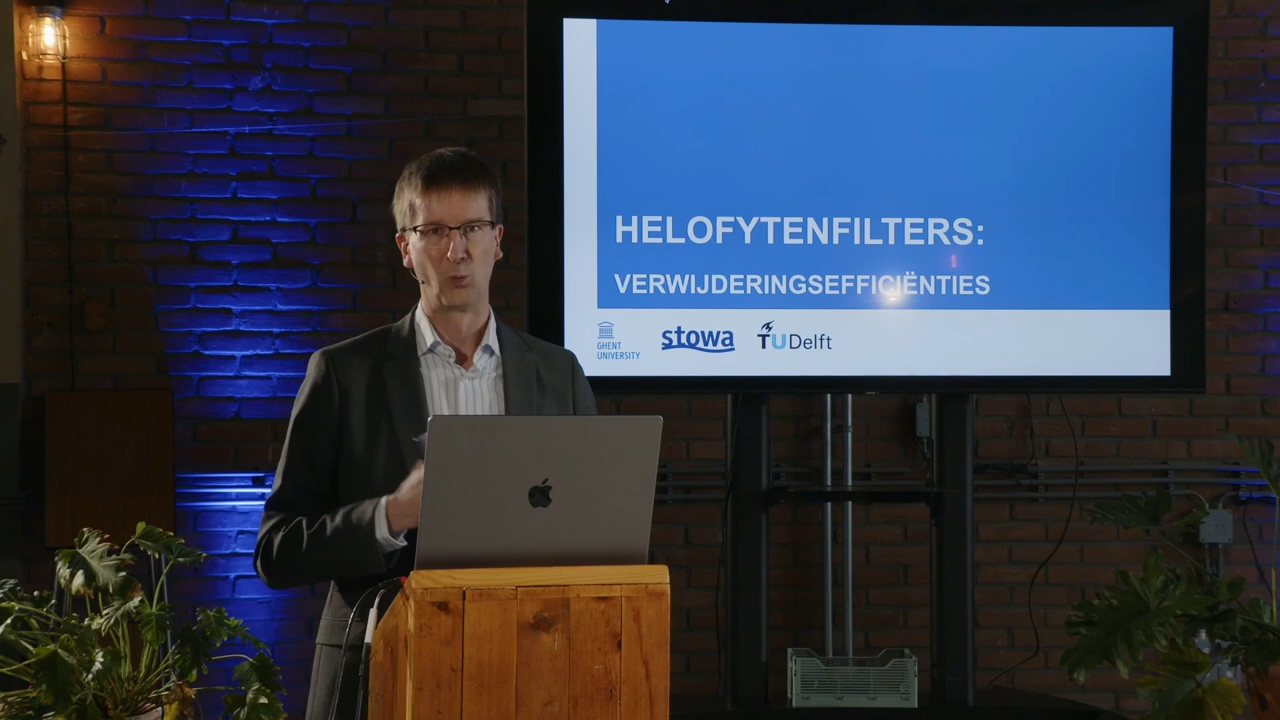 HELOFYTENFILTERS:
VERWIJDERINGSEFFICIËNTIES
GHENT
UNIVERSITY
stowa
TUDelft